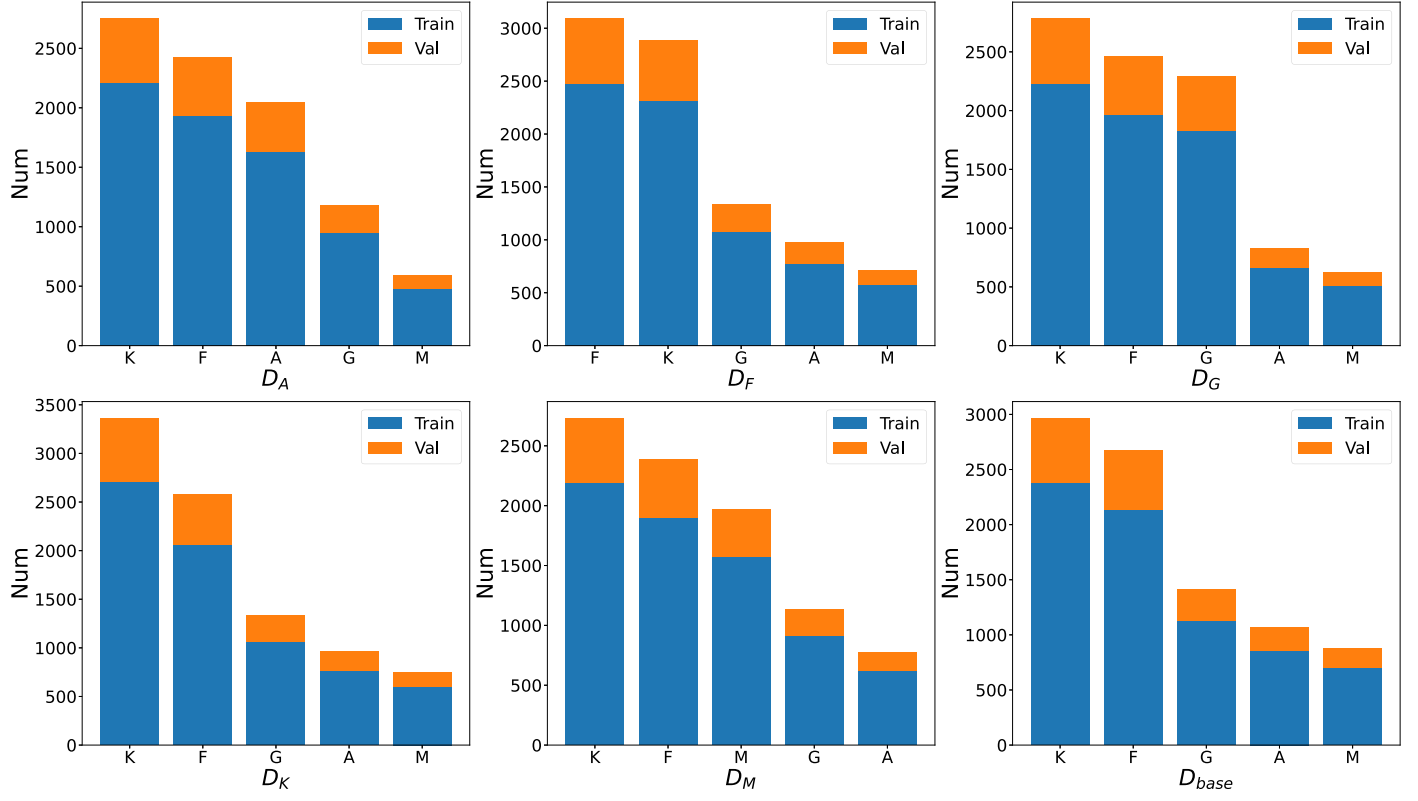 Num
2500
2000
1500
1000
500
0
K F A G M
D_A
Train
Val
Num
3000
2500
2000
1500
1000
500
0
F K G A M
D_F
Train
Val
Num
2500
2000
1500
1000
500
0
K F G A M
D_G
Train
Val
Num
3500
3000
2500
2000
1500
1000
500
0
K F G A M
D_K
Train
Val
Num
2500
2000
1500
1000
500
0
K F M G A
D_M
Train
Val
Num
3000
2500
2000
1500
1000
500
0
K F G A M
D_base
Train
Val